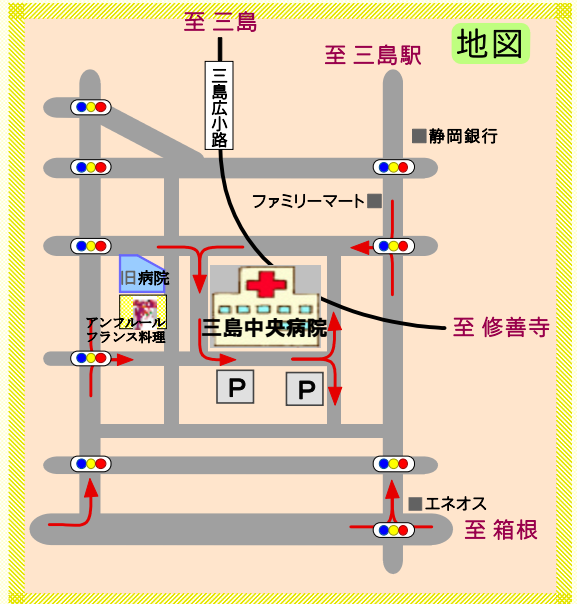 至 三島
地図
至 三島駅
三島広小路
静岡銀行
ファミリーマート
旧病院
アンフルール
フランス料理
三島中央病院
至 修善寺
P
P
エネオス
至 箱根